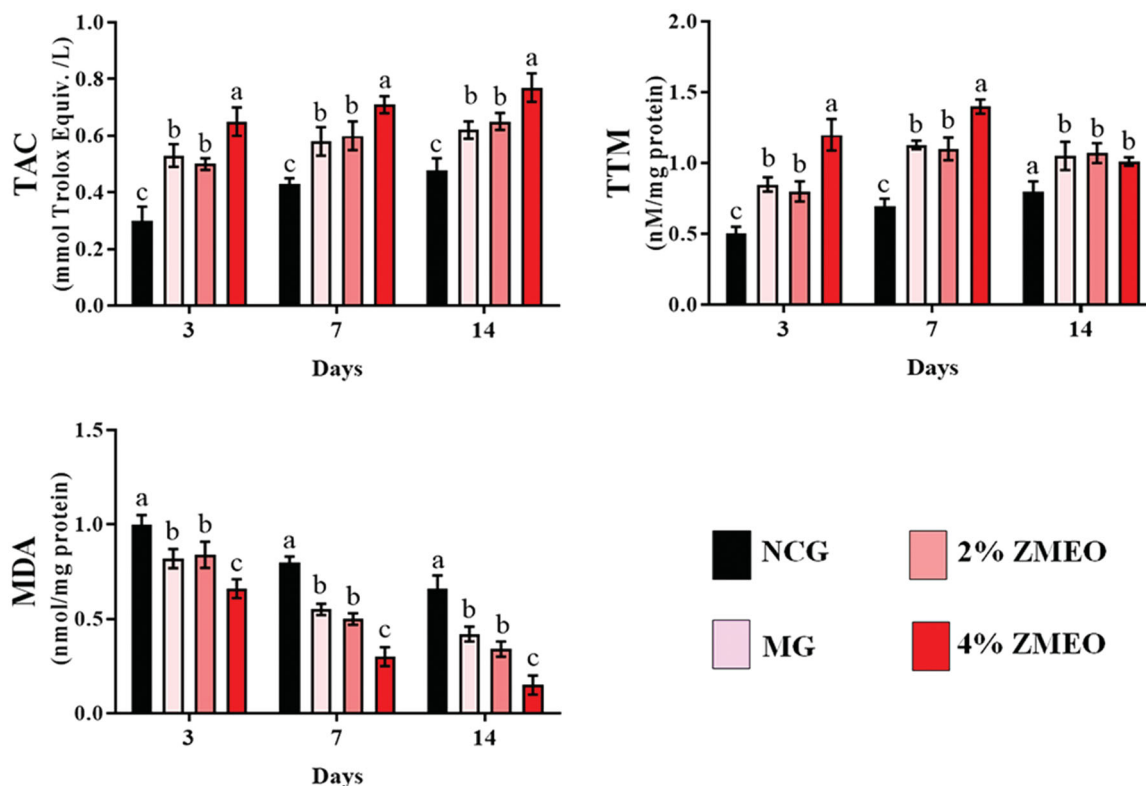 TAC
(mmol Trolox Equiv. /L)
1.0
0.8
0.6
0.4
0.2
0.0
c b b a
c b b a
c b b a
3 7 14
Days
TTM
(nM/mg protein)
2.0
1.5
1.0
0.5
0.0
c b b a
c b b a
a b b b
3 7 14
Days
MDA
(nmol/mg protein)
1.5
1.0
0.5
0.0
a b b c
a b b c
a b b c
3 7 14
Days
NCG
2% ZMEO
MG
4% ZMEO